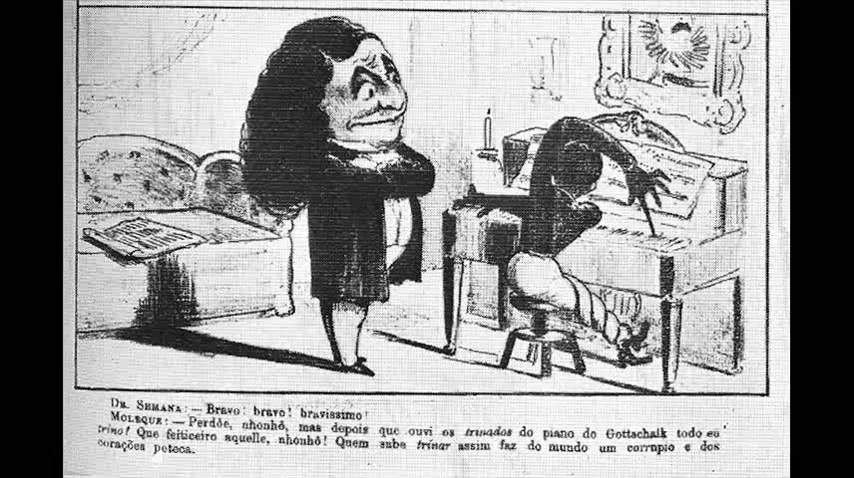 DR. SEMANA: — Bravo! bravo! bravissimo!
MOLEQUE: — Perdôe, nhonhô, mas depois que ouvi os trinados do piano do Gottschalk todo eu
trino! Que feiticeiro aquelle, nhonhô! Quem sabe trinar assim faz do mundo um corrupio e dos
corações peteca.